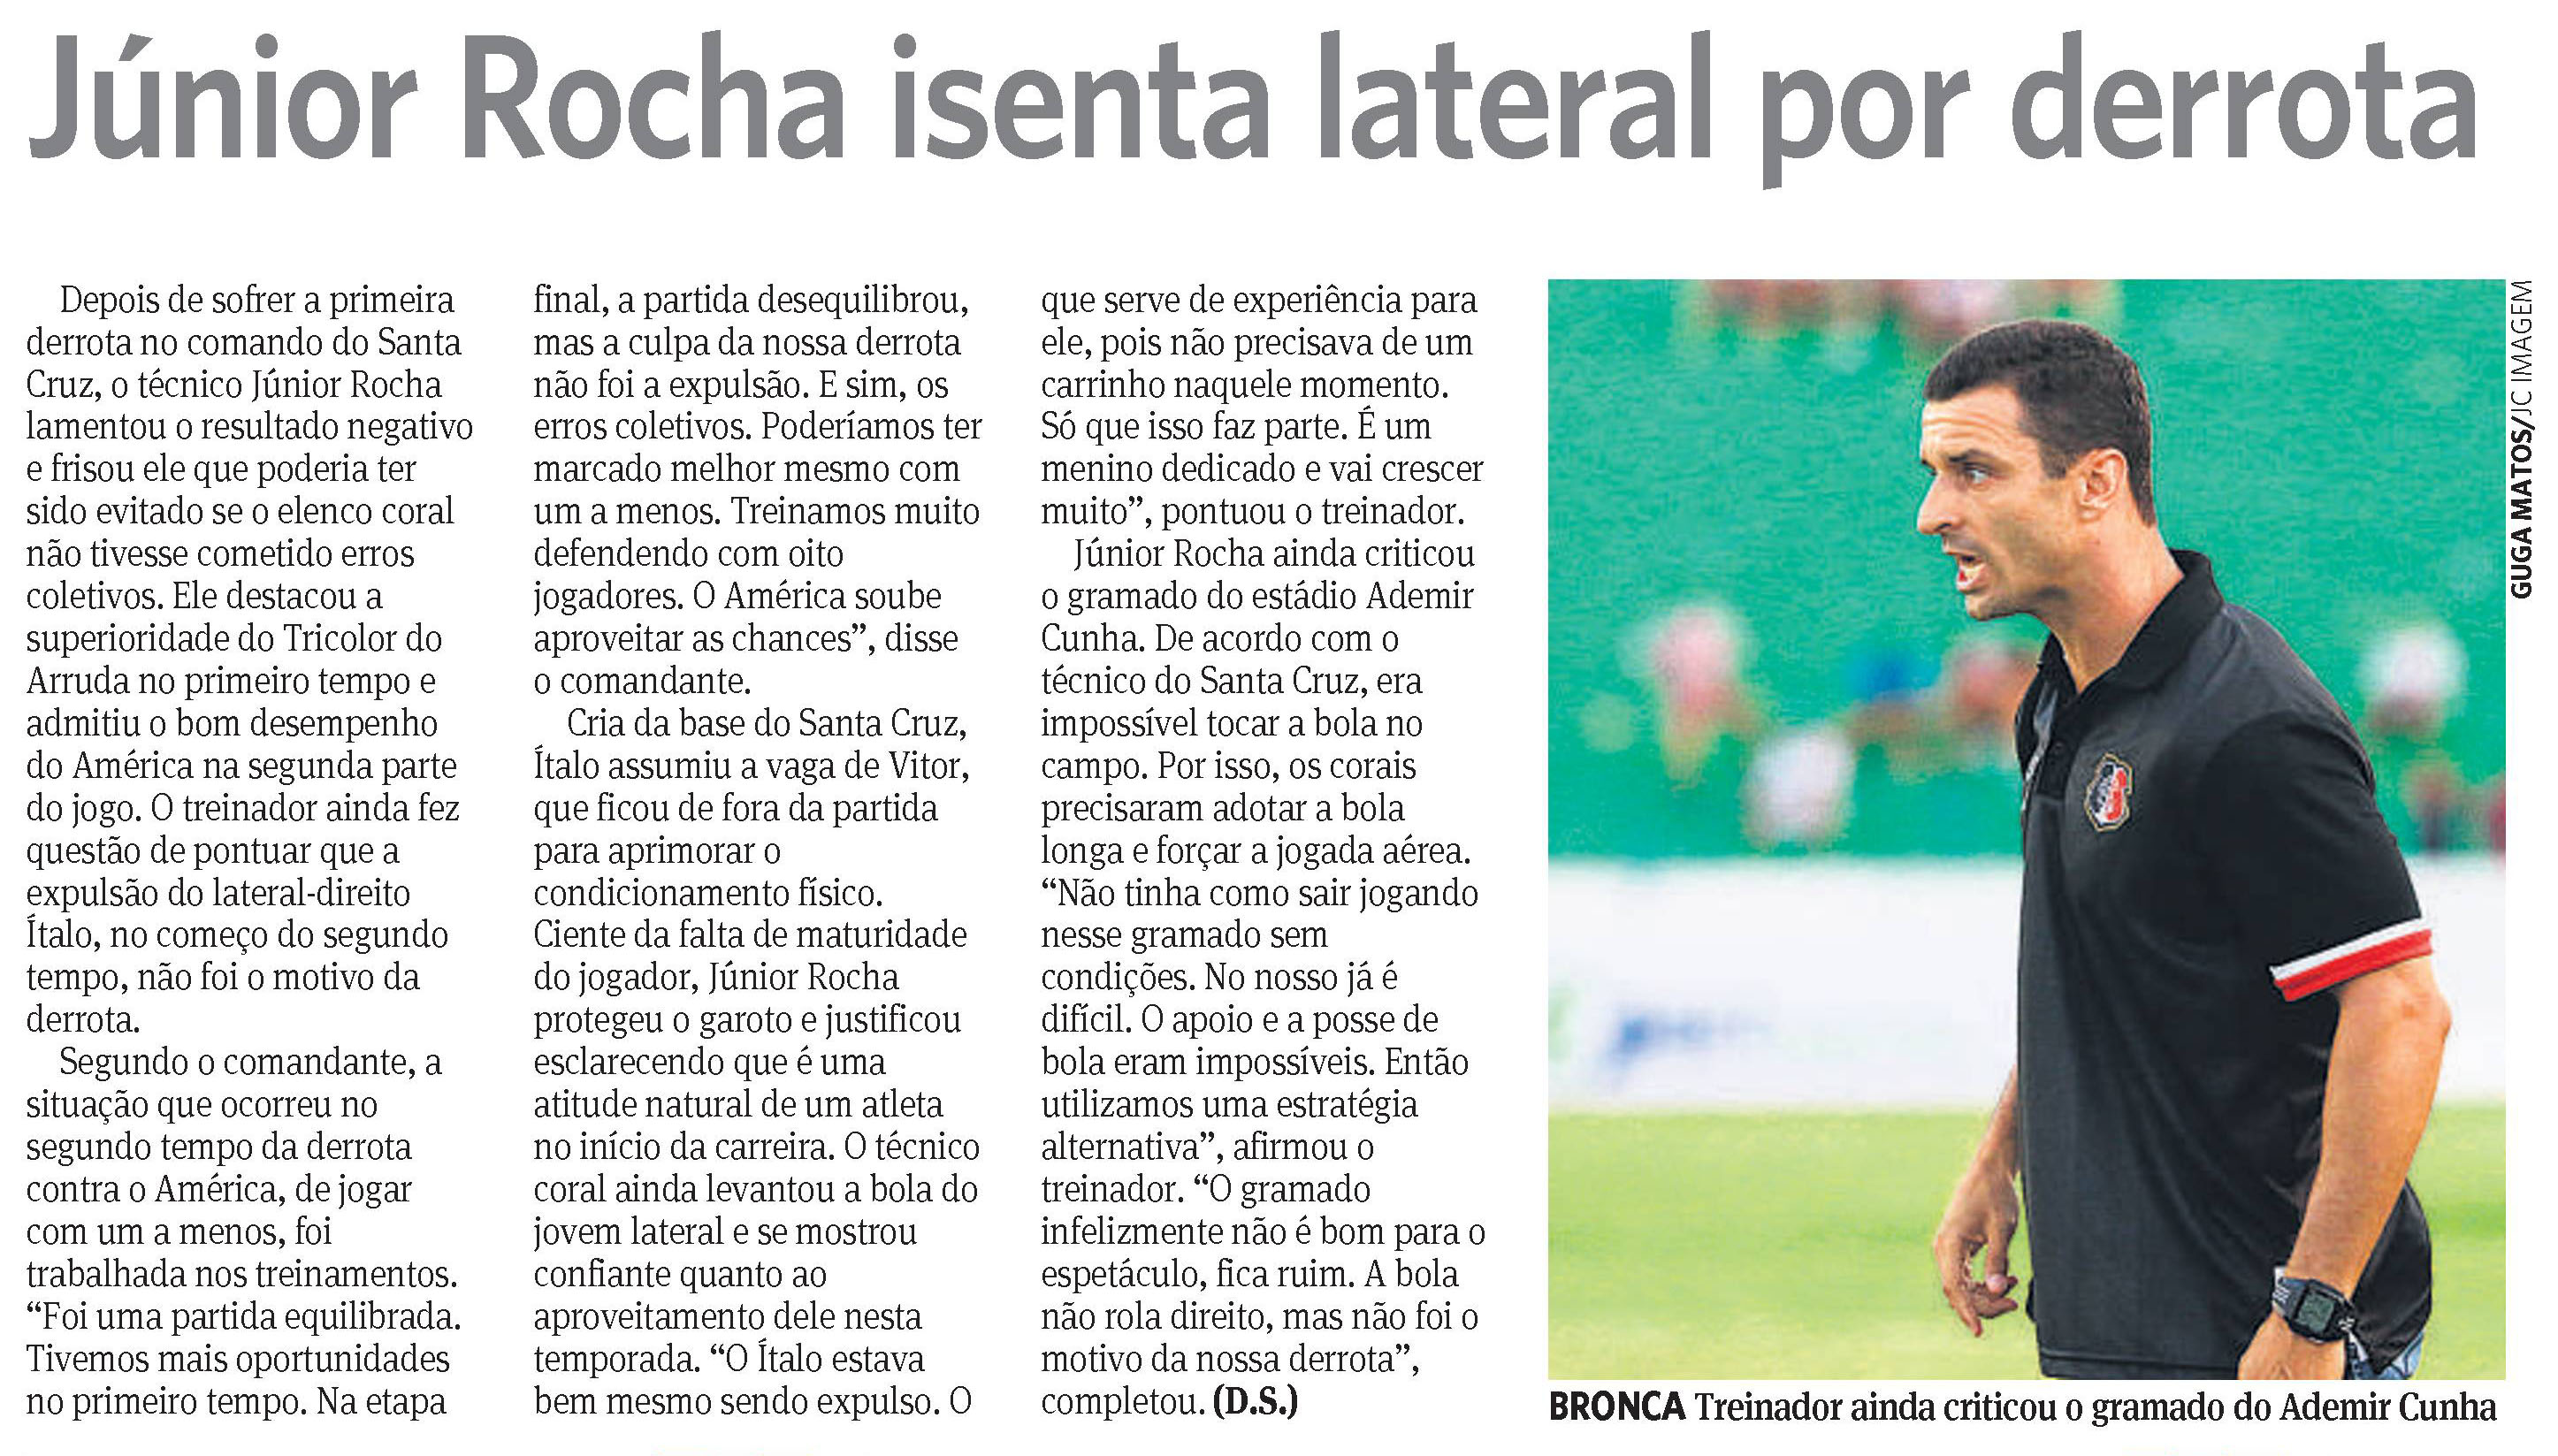 Júnior Rocha isenta lateral por derrota
Depois de sofrer a primeira
derrota no comando do Santa
Cruz, o técnico Júnior Rocha
lamentou o resultado negativo
e frisou ele que poderia ter
sido evitado se o elenco coral
não tivesse cometido erros
coletivos. Ele destacou a
superioridade do Tricolor do
Arruda no primeiro tempo e
admitiu o bom desempenho
do América na segunda parte
do jogo. O treinador ainda fez
questão de pontuar que a
expulsão do lateral-direito
Ítalo, no começo do segundo
tempo, não foi o motivo da
derrota.
Segundo o comandante, a
situação que ocorreu no
segundo tempo da derrota
contra o América, de jogar
com um a menos, foi
trabalhada nos treinamentos.
“Foi uma partida equilibrada.
Tivemos mais oportunidades
no primeiro tempo. Na etapa
final, a partida desequilibrou,
mas a culpa da nossa derrota
não foi a expulsão. E sim, os
erros coletivos. Poderíamos ter
marcado melhor mesmo com
um a menos. Treinamos muito
defendendo com oito
jogadores. O América soube
aproveitar as chances”, disse
o comandante.
Cria da base do Santa Cruz,
Ítalo assumiu a vaga de Vitor,
que ficou de fora da partida
para aprimorar o
condicionamento físico.
Ciente da falta de maturidade
do jogador, Júnior Rocha
protegeu o garoto e justificou
esclarecendo que é uma
atitude natural de um atleta
no início da carreira. O técnico
coral ainda levantou a bola do
jovem lateral e se mostrou
confiante quanto ao
aproveitamento dele nesta
temporada. “O Ítalo estava
bem mesmo sendo expulso. O
que serve de experiência para
ele, pois não precisava de um
carrinho naquele momento.
Só que isso faz parte. É um
menino dedicado e vai crescer
muito”, pontuou o treinador.
Júnior Rocha ainda criticou
o gramado do estádio Ademir
Cunha. De acordo com o
técnico do Santa Cruz, era
impossível tocar a bola no
campo. Por isso, os corais
precisaram adotar a bola
longa e forçar a jogada aérea.
“Não tinha como sair jogando
nesse gramado sem
condições. No nosso já é
difícil. O apoio e a posse de
bola eram impossíveis. Então
utilizamos uma estratégia
alternativa”, afirmou o
treinador. “O gramado
infelizmente não é bom para o
espetáculo, fica ruim. A bola
não rola direito, mas não foi o
motivo da nossa derrota”,
completou. (D.S.)
GUGA MATOS/JC IMAGEM
BRONCA Treinador ainda criticou o gramado do Ademir Cunha